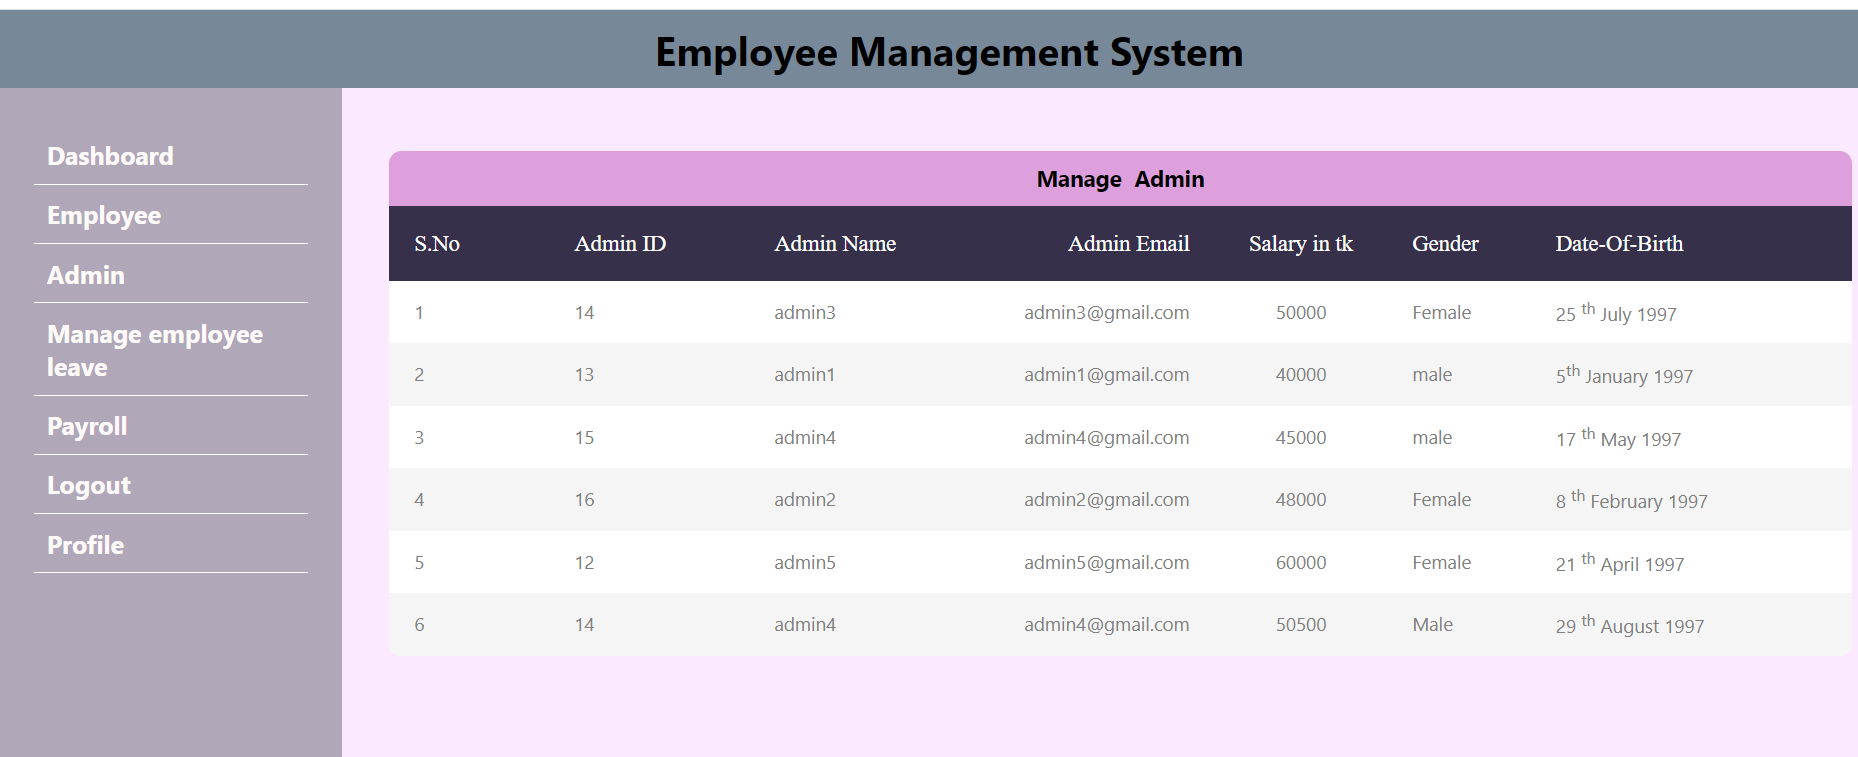 Employee Management System
Dashboard
Employee
Admin
Manage employee
leave
Payroll
Logout
Profile
Manage Admin
S.No Admin ID Admin Name Admin Email Salary in tk Gender Date-Of-Birth
1 14 admin3 admin3@gmail.com 50000 Female 25 th July 1997
2 13 admin1 admin1@gmail.com 40000 male 5th January 1997
3 15 admin4 admin4@gmail.com 45000 male 17 th May 1997
4 16 admin2 admin2@gmail.com 48000 Female 8 th February 1997
5 12 admin5 admin5@gmail.com 60000 Female 21 th April 1997
6 14 admin4 admin4@gmail.com 50500 Male 29 th August 1997